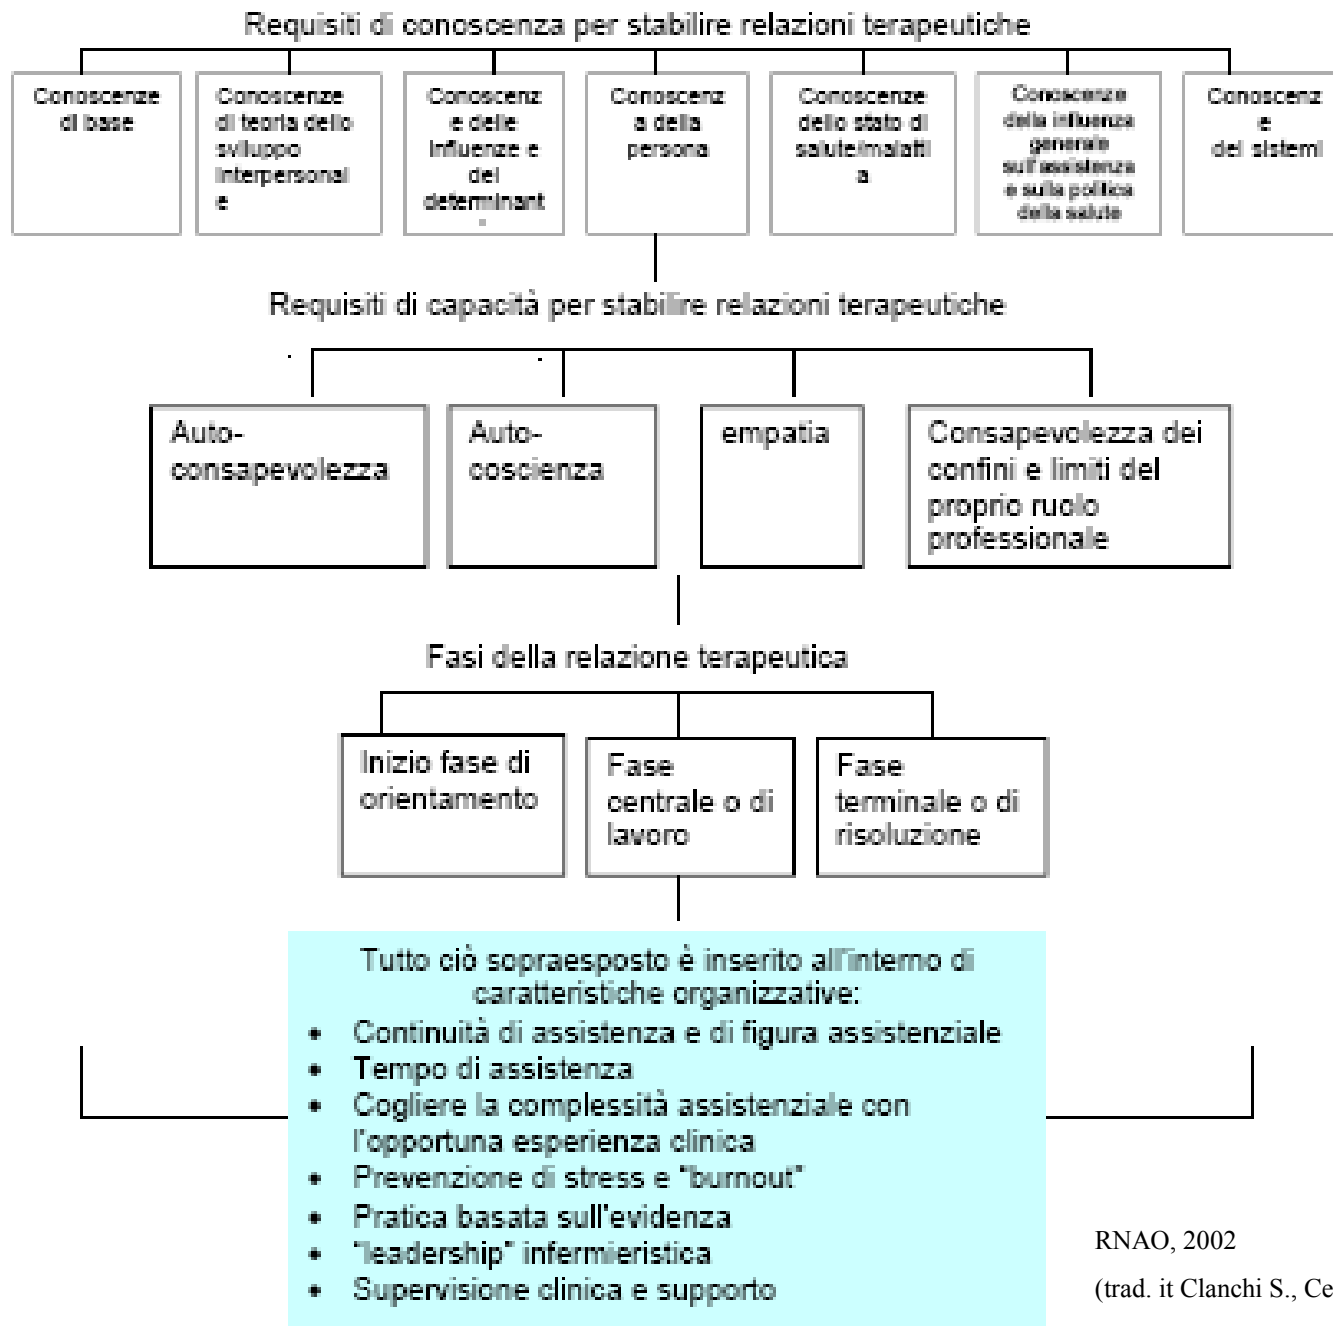 Requisiti di conoscenza per stabilire relazioni terapeutiche
Conoscenze
di base
Conoscenze
di teoria dello
sviluppo
interpersonal
e
Conoscenz
e delle
influenze e
dei
determinant
Conoscenz
a della
persona
Conoscenze
dello stato di
salute/malatti
a
Conoscenze
della influenza
generale
sull'assistenza
e sulla politica
della salute
Conoscenz
e
dei sistemi
Requisiti di capacità per stabilire relazioni terapeutiche
Auto-
consapevolezza
Auto-
coscienza
empatia
Consapevolezza dei
confini e limiti del
proprio ruolo
professionale
Fasi della relazione terapeutica
Inizio fase di
orientamento
Fase
centrale o di
lavoro
Fase
terminale o di
risoluzione
Tutto ciò sopraesposto è inserito all'interno di
caratteristiche organizzative:
• Continuità di assistenza e di figura assistenziale
• Tempo di assistenza
• Cogliere la complessità assistenziale con
l'opportuna esperienza clinica
• Prevenzione di stress e "burnout"
• Pratica basata sull'evidenza
• "leadership" infermieristica
• Supervisione clinica e supporto
RNAO, 2002
(trad. it Clanchi S., Ce